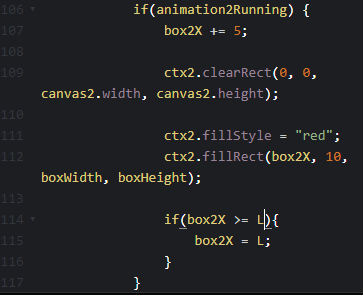 106 if(animation2Running) {
107 box2X += 5;
108
109 ctx2.clearRect(0, 0,
canvas2.width, canvas2.height);
110
111 ctx2.fillStyle = "red";
112 ctx2.fillRect(box2X, 10,
boxWidth, boxHeight);
113
114 if(box2X >= L){
115 box2X = L;
116 }
117 }